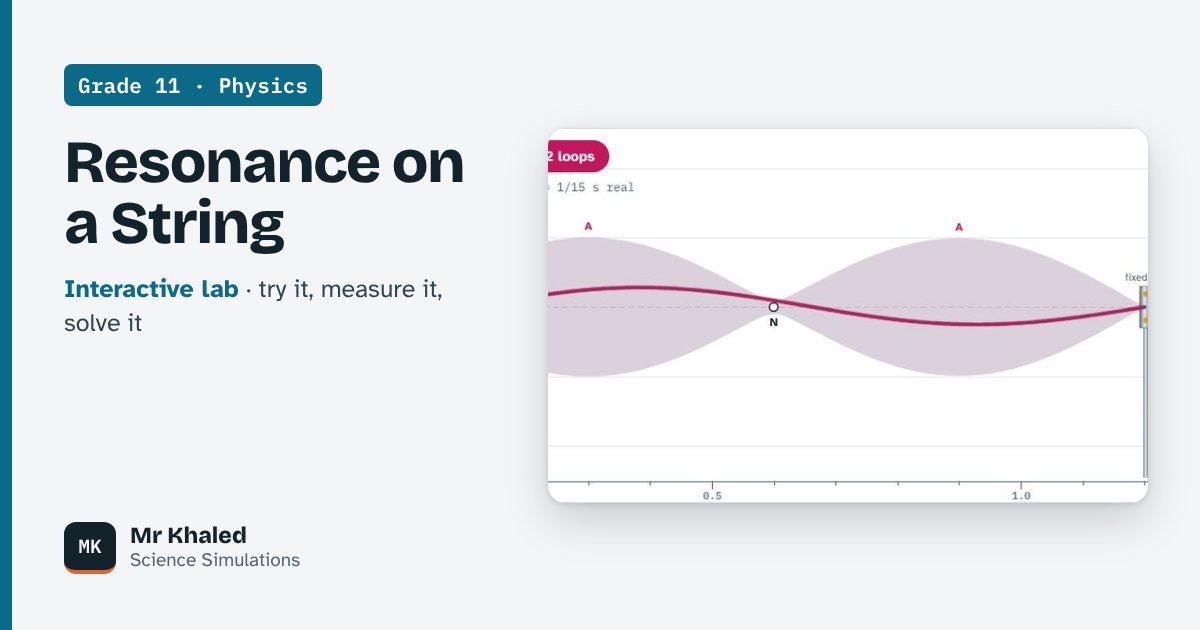 Grade 11 · Physics
Resonance on
a String
Interactive lab · try it, measure it,
solve it
MK
Mr Khaled
Science Simulations
2 loops
1/15 s real
A
A
fixed
N
0.5
1.0